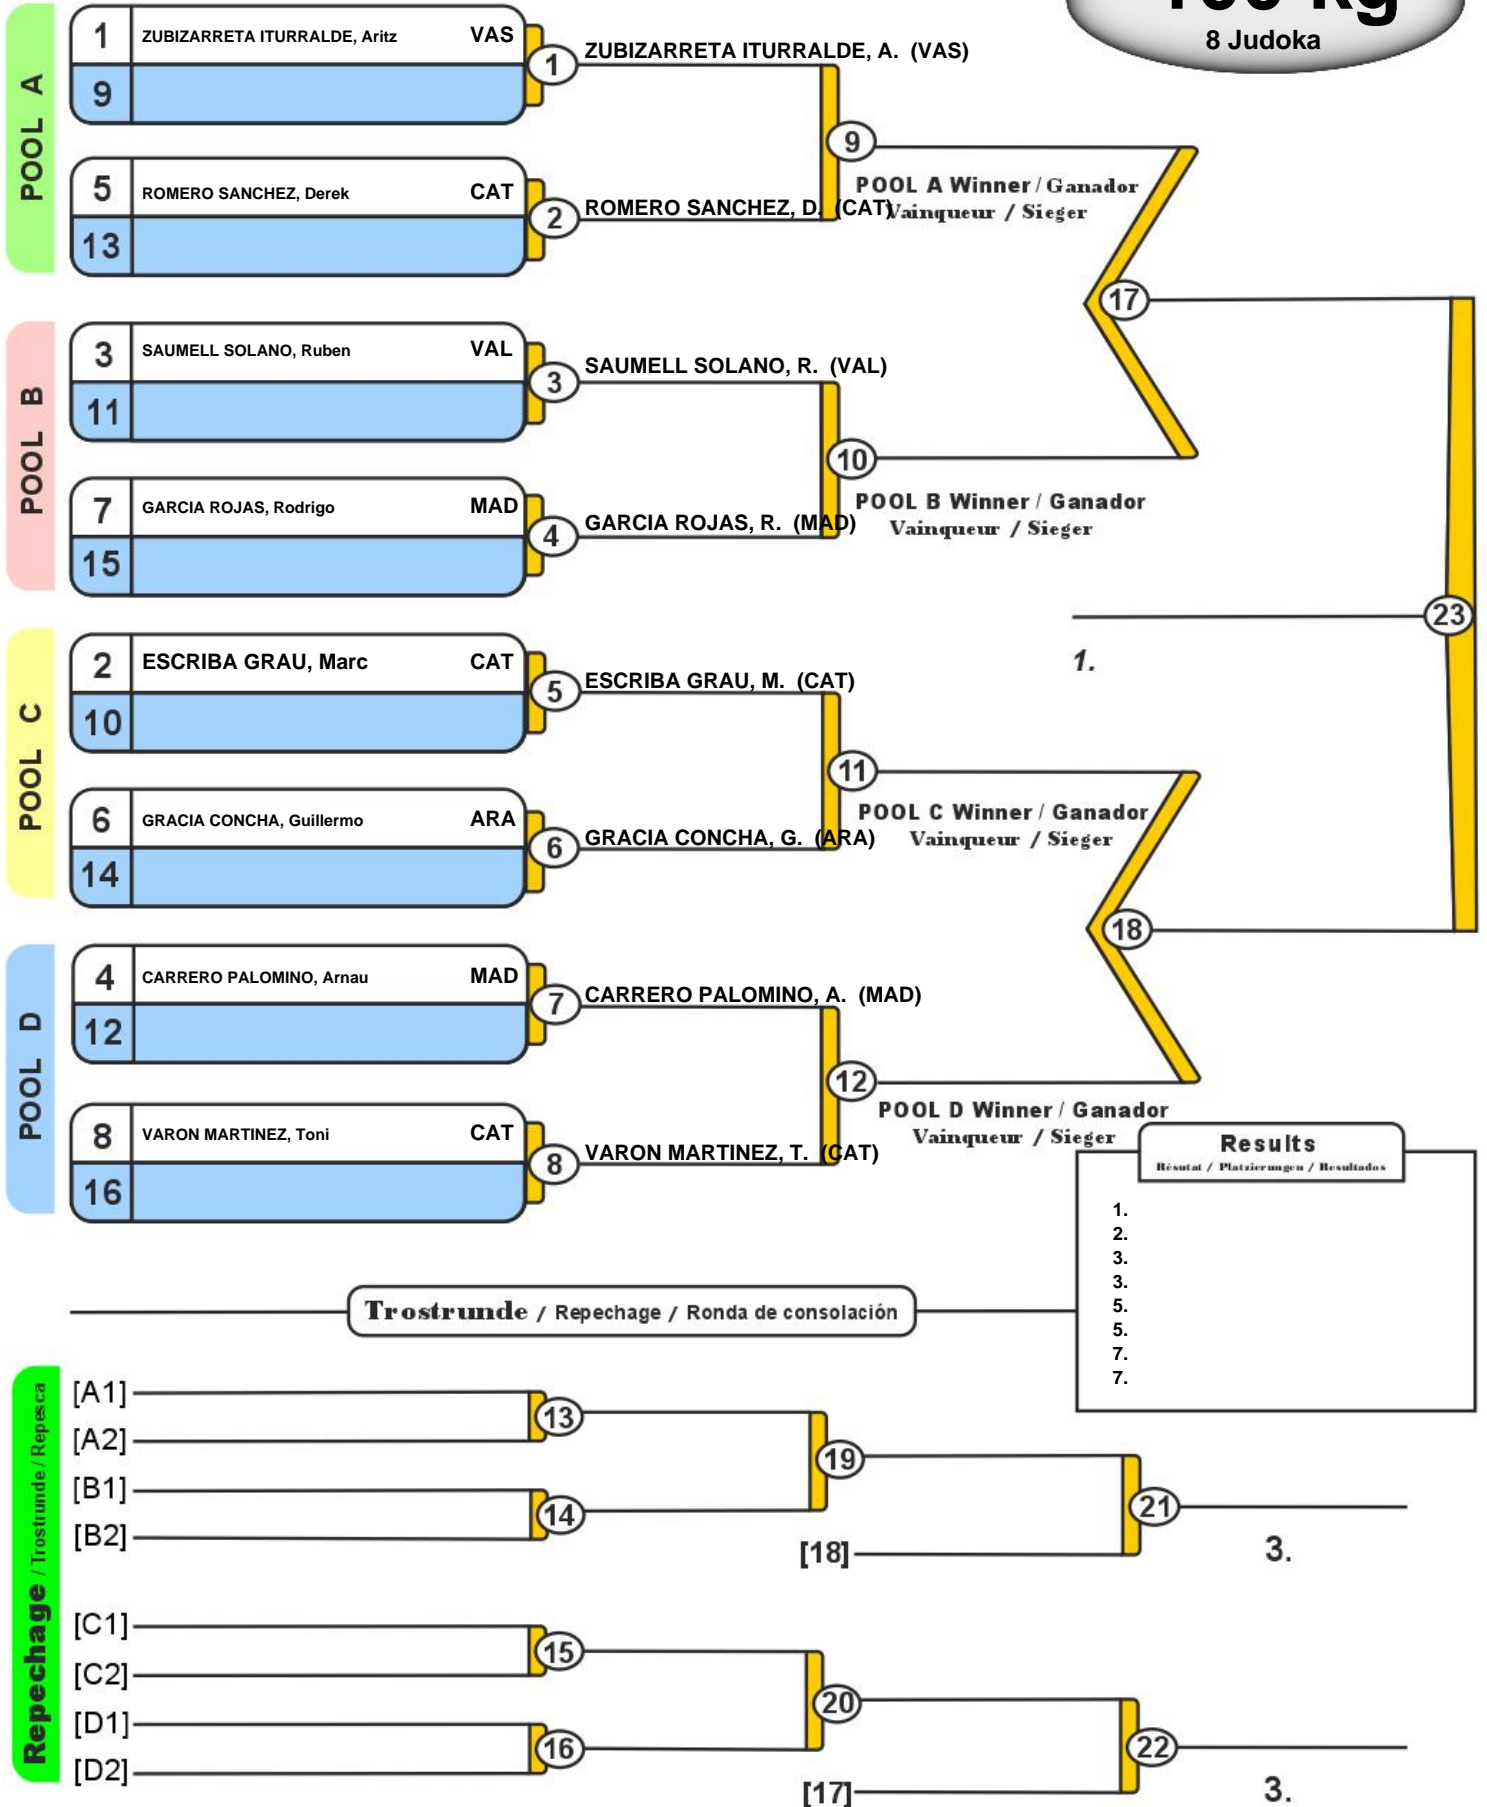 8 Judoka
POOL A
1 ZUBIZARRETA ITURRALDE, Aritz VAS
9
1
ZUBIZARRETA ITURRALDE, A. (VAS)
5 ROMERO SANCHEZ, Derek CAT
13
2
ROMERO SANCHEZ, D. (CAT)
9
POOL A Winner / Ganador
Vainqueur / Sieger
POOL B
3 SAUMELL SOLANO, Ruben VAL
11
3
SAUMELL SOLANO, R. (VAL)
7 GARCIA ROJAS, Rodrigo MAD
15
4
GARCIA ROJAS, R. (MAD)
10
POOL B Winner / Ganador
Vainqueur / Sieger
17
23
1.
POOL C
2 ESCRIBA GRAU, Marc CAT
10
5
ESCRIBA GRAU, M. (CAT)
6 GRACIA CONCHA, Guillermo ARA
14
6
GRACIA CONCHA, G. (ARA)
11
POOL C Winner / Ganador
Vainqueur / Sieger
18
POOL D
4 CARRERO PALOMINO, Arnau MAD
12
7
CARRERO PALOMINO, A. (MAD)
8 VARON MARTINEZ, Toni CAT
16
8
VARON MARTINEZ, T. (CAT)
12
POOL D Winner / Ganador
Vainqueur / Sieger
Results
Résutat / Platzierungen / Resultados
1.
2.
3.
3.
5.
5.
7.
7.
Trostrunde / Repechage / Ronda de consolación
Repechage / Trostrunde / Repesca
[A1]
[A2]
13
[B1]
[B2]
14
19
[18]
21
3.
[C1]
[C2]
15
[D1]
[D2]
16
20
[17]
22
3.